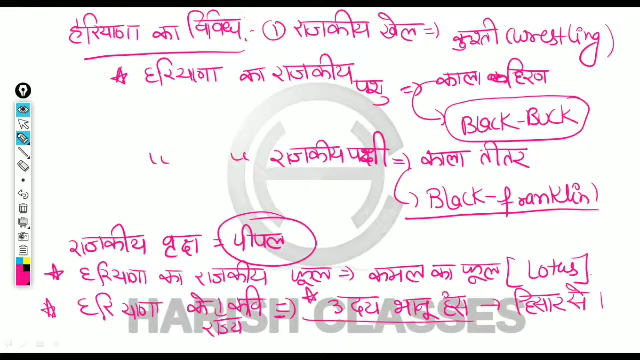 हरियाणा का विविध :- ① राजकीय खेल => कुश्ती (wrestling)
* हरियाणा का राजकीय पशु => काला हिरण
Black-Buck
" " राजकीय पक्षी => काला तीतर
Black-franklin
राजकीय वृक्ष = पीपल
* हरियाणा का राजकीय फूल => कमल का फूल [Lotus].
* हरियाणा के राज्य कवि => * उदय भानु हंस → हिसार से ।
HARISH CLASSES